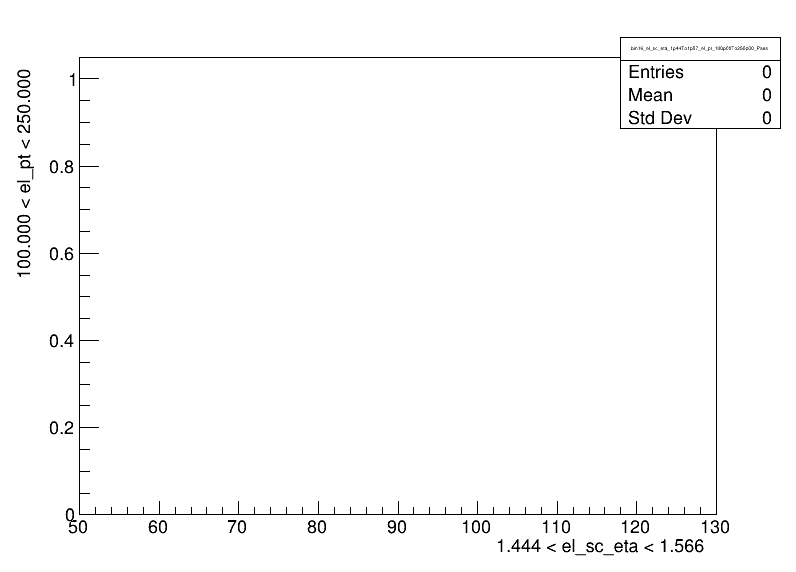 bin16_el_sc_eta_1p44To1p57_el_pt_100p00To250p00_Pass
Entries 0
Mean 0
Std Dev 0
100.000 < el_pt < 250.000
1
0.8
0.6
0.4
0.2
0
50 60 70 80 90 100 110 120 130
1.444 < el_sc_eta < 1.566